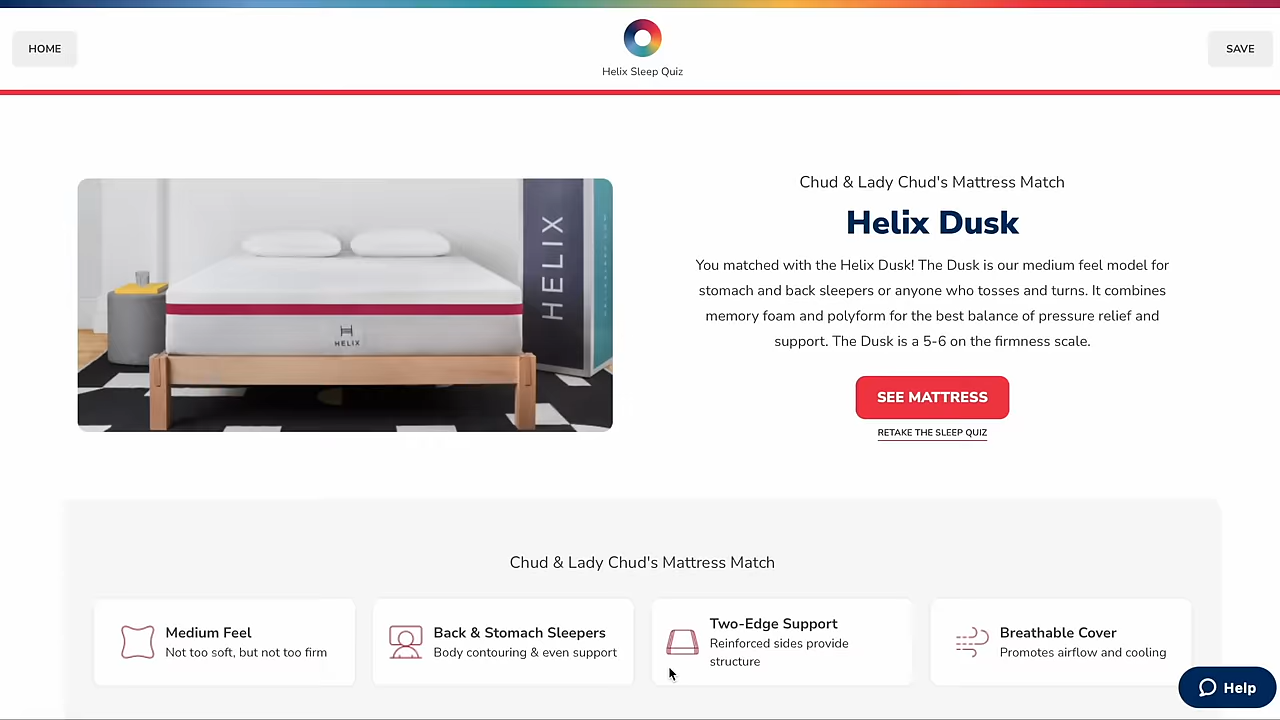 HOME
Helix Sleep Quiz
SAVE
HELIX
HELIX
Chud & Lady Chud's Mattress Match
Helix Dusk
You matched with the Helix Dusk! The Dusk is our medium feel model for
stomach and back sleepers or anyone who tosses and turns. It combines
memory foam and polyform for the best balance of pressure relief and
support. The Dusk is a 5-6 on the firmness scale.
SEE MATTRESS
RETAKE THE SLEEP QUIZ
Chud & Lady Chud's Mattress Match
Medium Feel
Not too soft, but not too firm
Back & Stomach Sleepers
Body contouring & even support
Two-Edge Support
Reinforced sides provide
structure
Breathable Cover
Promotes airflow and cooling
Help